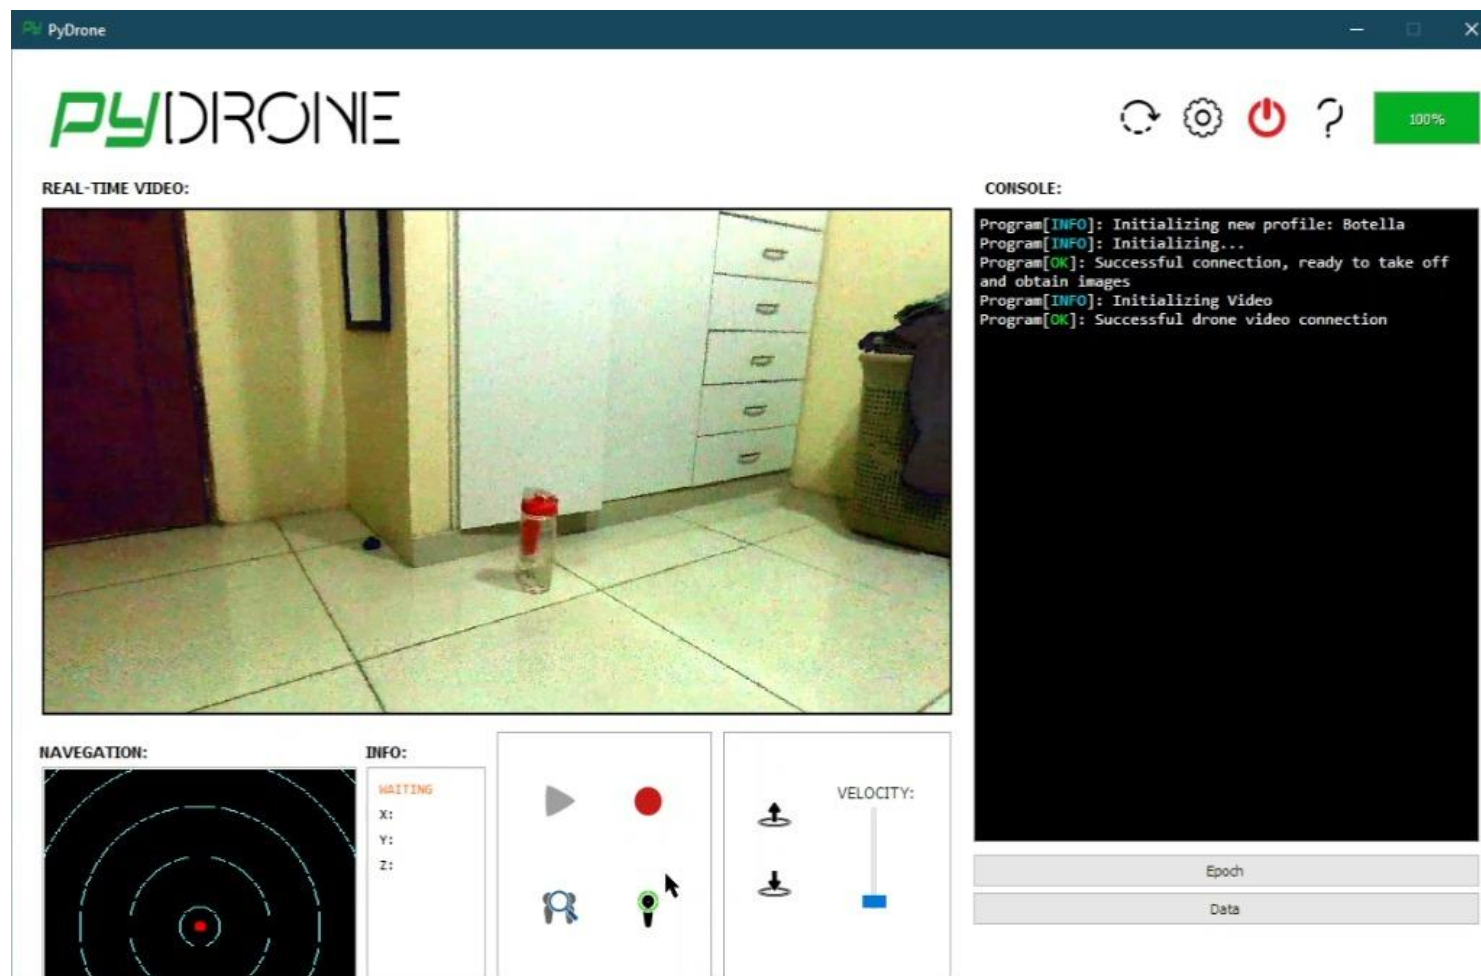 PY PyDrone
PYDRONE
100%
REAL-TIME VIDEO:
CONSOLE:
Program[INFO]: Initializing new profile: Botella
Program[INFO]: Initializing...
Program[OK]: Successful connection, ready to take off
and obtain images
Program[INFO]: Initializing Video
Program[OK]: Successful drone video connection
NAVEGATION:
INFO:
WAITING
X:
Y:
Z:
VELOCITY:
Epoch
Data